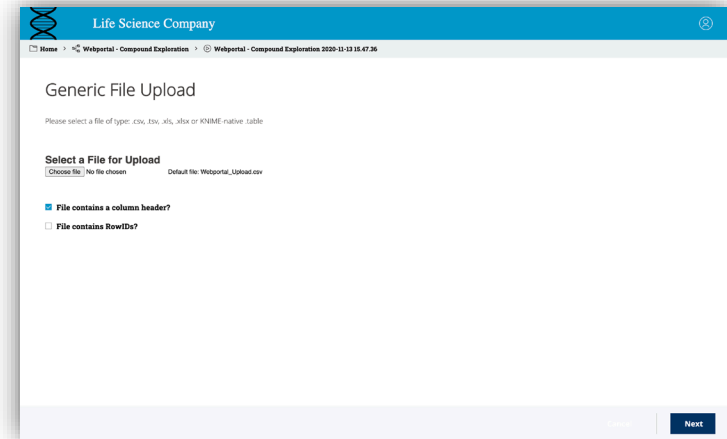 Life Science Company
Home > Webportal - Compound Exploration > Webportal - Compound Exploration 2020-11-13 15.47.36
Generic File Upload
Please select a file of type: .csv, .tsv, .xls, .xlsx or KNIME-native .table
Select a File for Upload
Choose file No file chosen Default file: Webportal_Upload.csv
File contains a column header?
File contains RowIDs?
Next